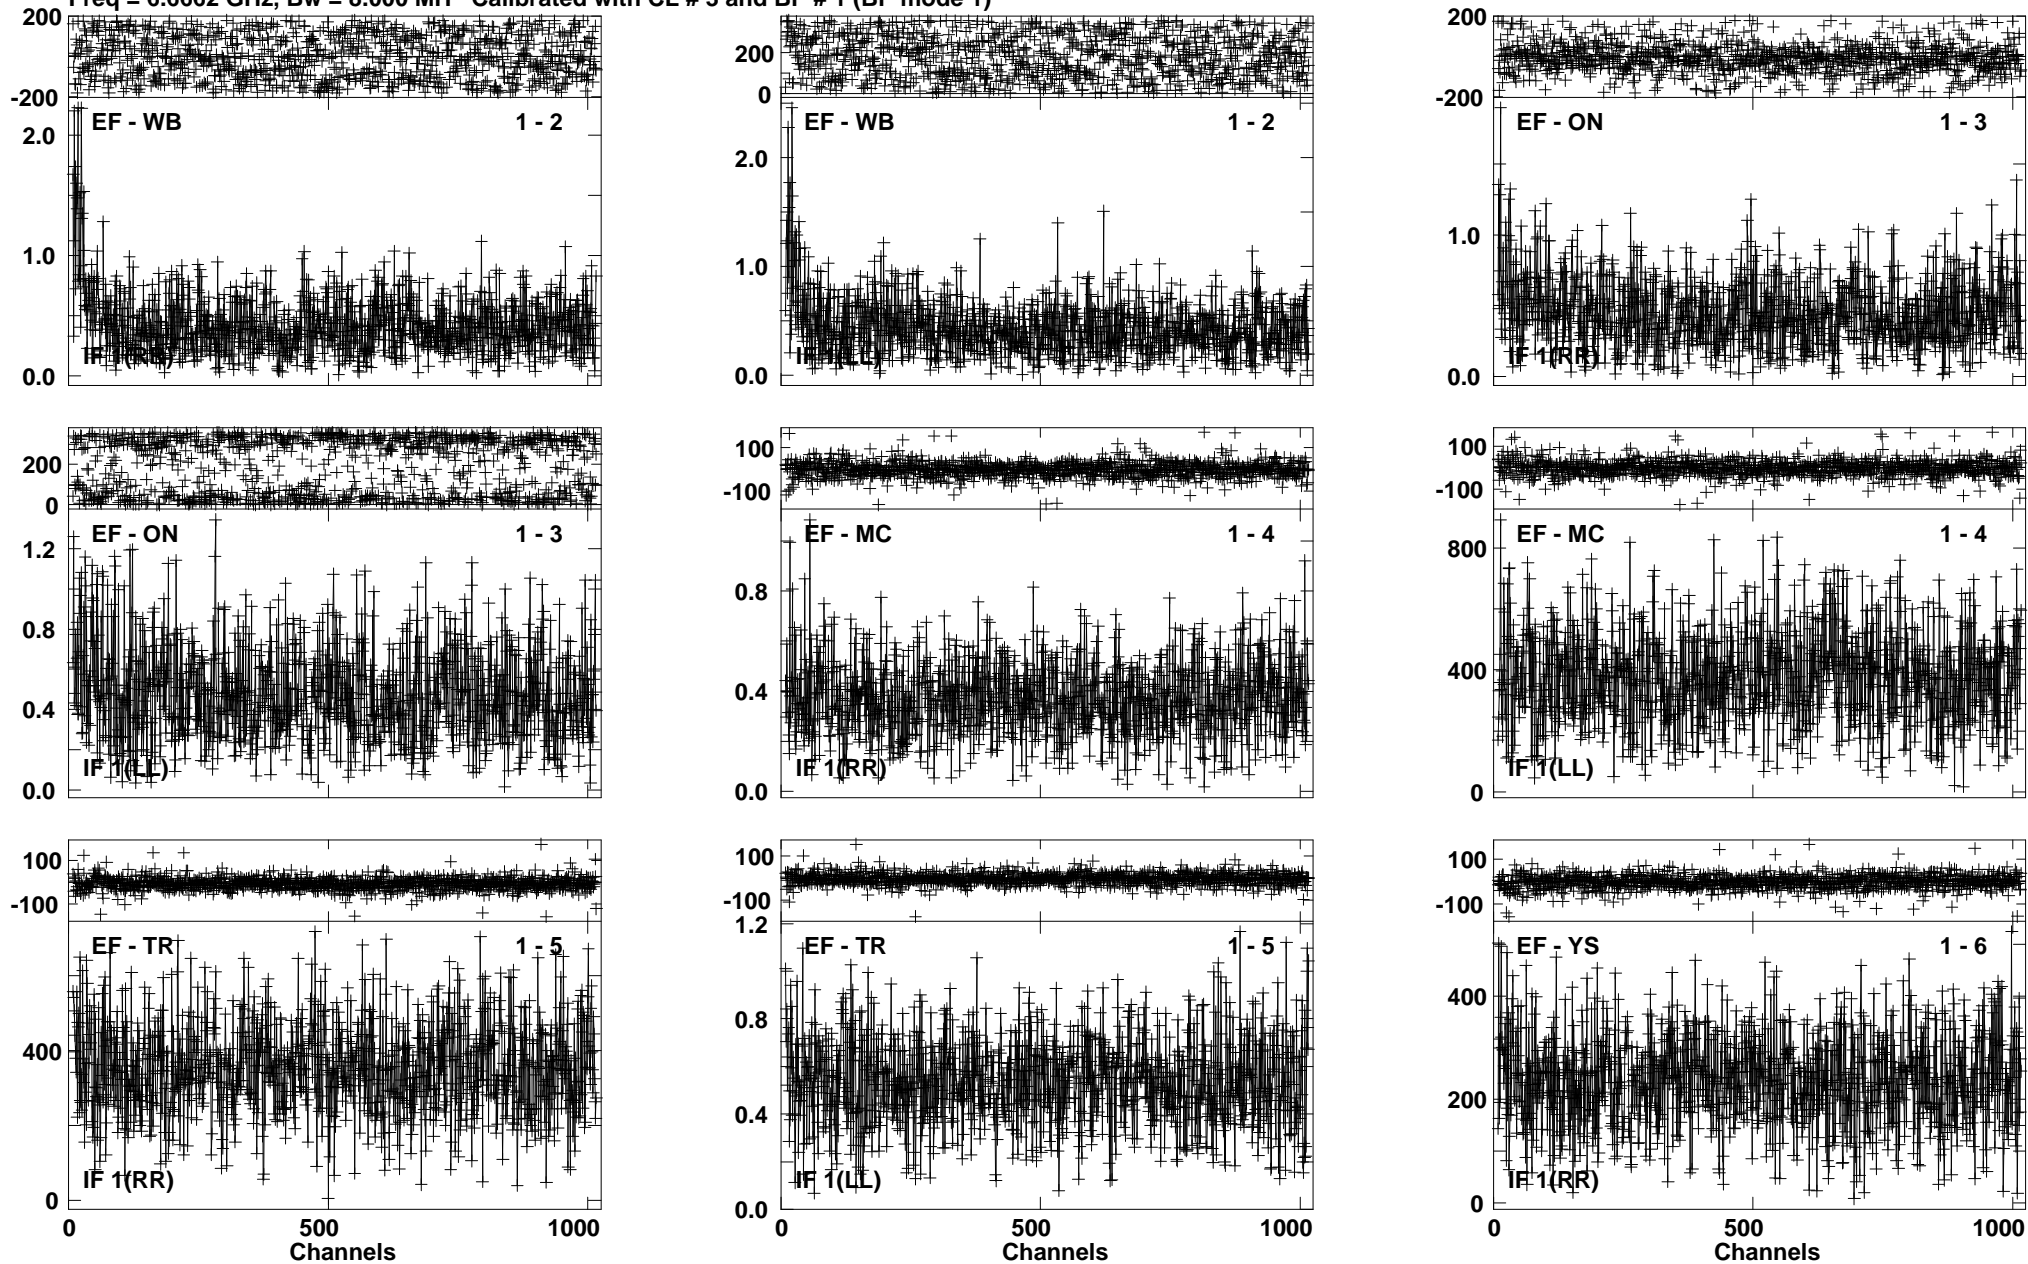 Freq = 6.6662 GHz, Bw = 8.000 MH Calibrated with CL # 3 and BP # 1 (BP mode 1)
200
-200
2.0
1.0
0.0
EF - WB 1 - 2
IF 1(RR)
200
0
2.0
1.0
0.0
EF - WB 1 - 2
IF 1(LL)
200
-200
1.0
0.0
EF - ON 1 - 3
IF 1(RR)
200
0
1.2
0.8
0.4
0.0
EF - ON 1 - 3
IF 1(LL)
100
-100
0.8
0.4
0.0
EF - MC 1 - 4
IF 1(RR)
100
-100
800
400
0
EF - MC 1 - 4
IF 1(LL)
100
-100
400
0
EF - TR 1 - 5
IF 1(RR)
0 500 1000
Channels
100
-100
1.2
0.8
0.4
0.0
EF - TR 1 - 5
IF 1(LL)
0 500 1000
Channels
100
-100
400
200
0
EF - YS 1 - 6
IF 1(RR)
0 500 1000
Channels